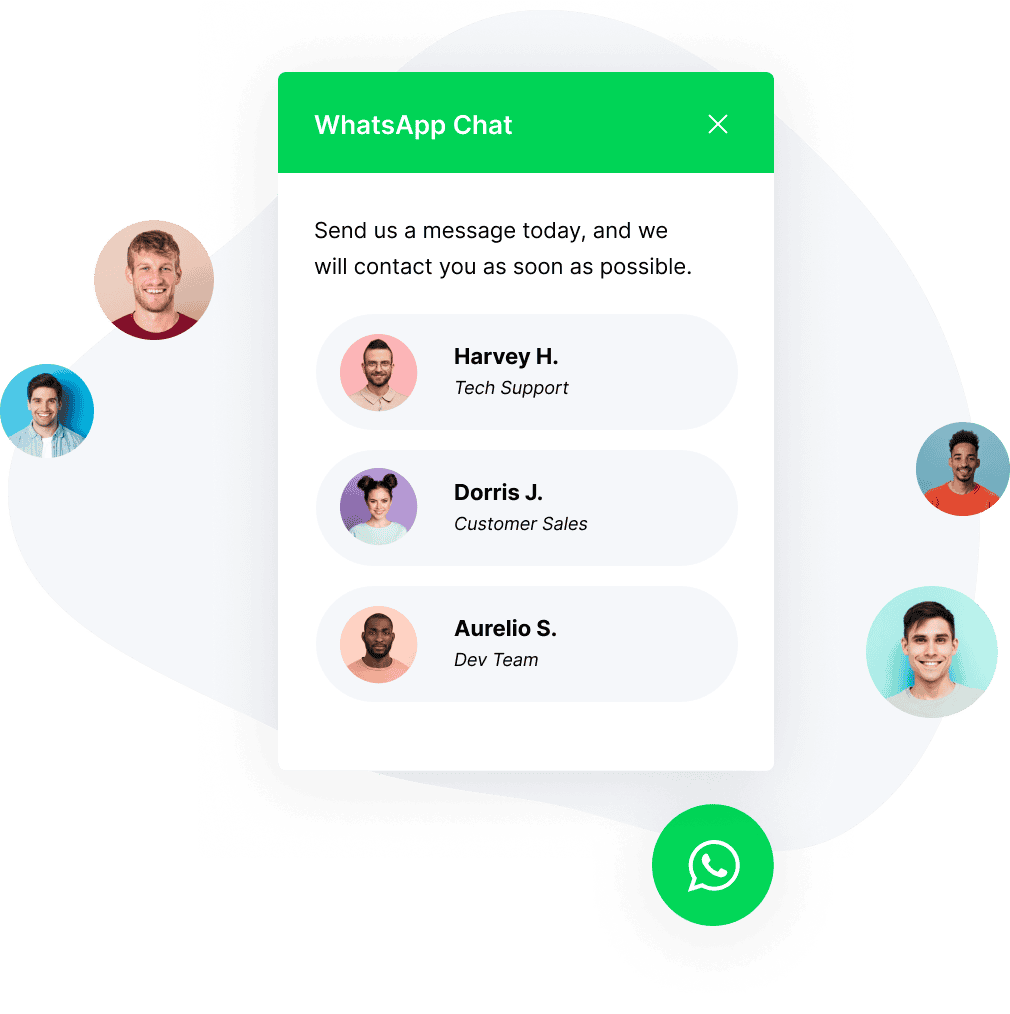 WhatsApp Chat
Send us a message today, and we
will contact you as soon as possible.
Harvey H.
Tech Support
Dorris J.
Customer Sales
Aurelio S.
Dev Team